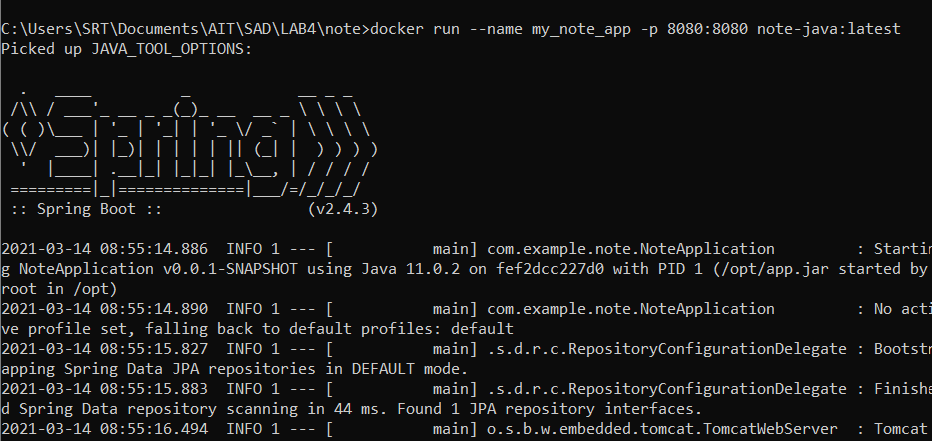 C:\Users\SRT\Documents\AIT\SAD\LAB4\note>docker run --name my_note_app -p 8080:8080 note-java:latest
Picked up JAVA_TOOL_OPTIONS:
  .   ____          _            __ _ _
 /\\ / ___'_ __ _ _(_)_ __  __ _ \ \ \ \
( ( )\___ | '_ | '_| | '_ \/ _` | \ \ \ \
 \\/  ___)| |_)| | | | | || (_| |  ) ) ) )
  '  |____| .__|_| |_|_| |_\__, | / / / /
 =========|_|==============|___/=/_/_/_/
 :: Spring Boot ::                (v2.4.3)
2021-03-14 08:55:14.886  INFO 1 --- [           main] com.example.note.NoteApplication         : Startin
g NoteApplication v0.0.1-SNAPSHOT using Java 11.0.2 on fef2dcc227d0 with PID 1 (/opt/app.jar started by
root in /opt)
2021-03-14 08:55:14.890  INFO 1 --- [           main] com.example.note.NoteApplication         : No acti
ve profile set, falling back to default profiles: default
2021-03-14 08:55:15.827  INFO 1 --- [           main] .s.d.r.c.RepositoryConfigurationDelegate : Bootstr
apping Spring Data JPA repositories in DEFAULT mode.
2021-03-14 08:55:15.883  INFO 1 --- [           main] .s.d.r.c.RepositoryConfigurationDelegate : Finishe
d Spring Data repository scanning in 44 ms. Found 1 JPA repository interfaces.
2021-03-14 08:55:16.494  INFO 1 --- [           main] o.s.b.w.embedded.tomcat.TomcatWebServer  : Tomcat